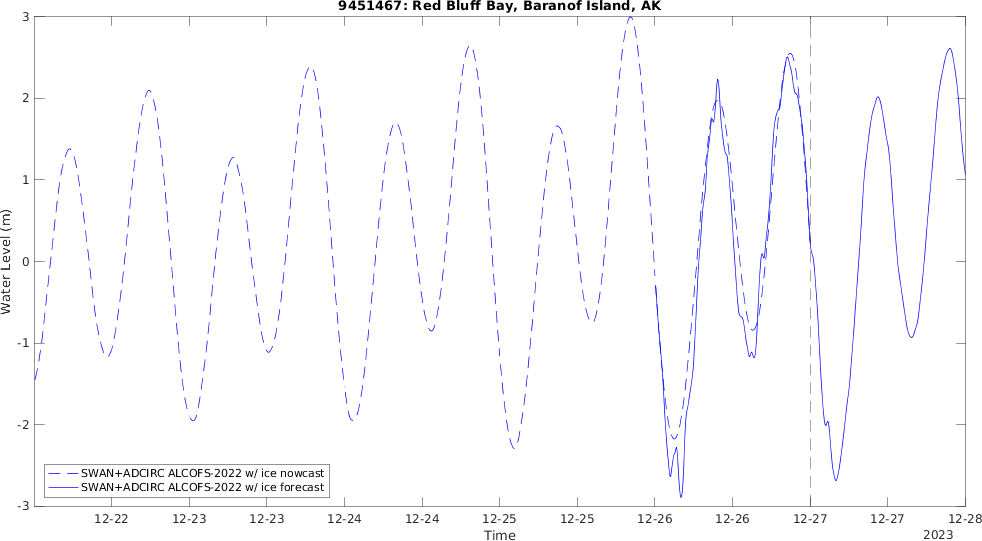 9451467: Red Bluff Bay, Baranof Island, AK
3
2
1
0
-1
-2
-3
Water Level (m)
SWAN+ADCIRC ALCOFS-2022 w/ ice nowcast
SWAN+ADCIRC ALCOFS-2022 w/ ice forecast
12-22 12-23 12-23 12-24 12-24 12-25 12-25 12-26 12-26 12-27 12-27 12-28
Time
2023